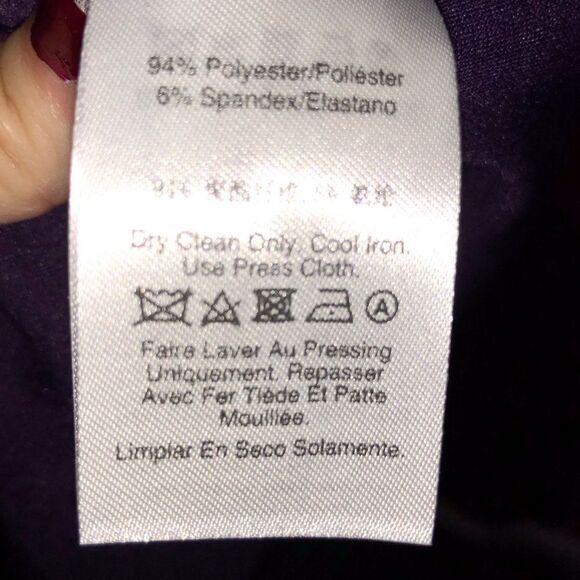 94% Polyester/Poliéster
6% Spandex/Elastano
Dry Clean Only. Cool Iron.
Use Press Cloth.
A
Faire Laver Au Pressing
Uniquement. Repasser
Avec Fer Tiède Et Patte
Mouillée.
Limpiar En Seco Solamente.